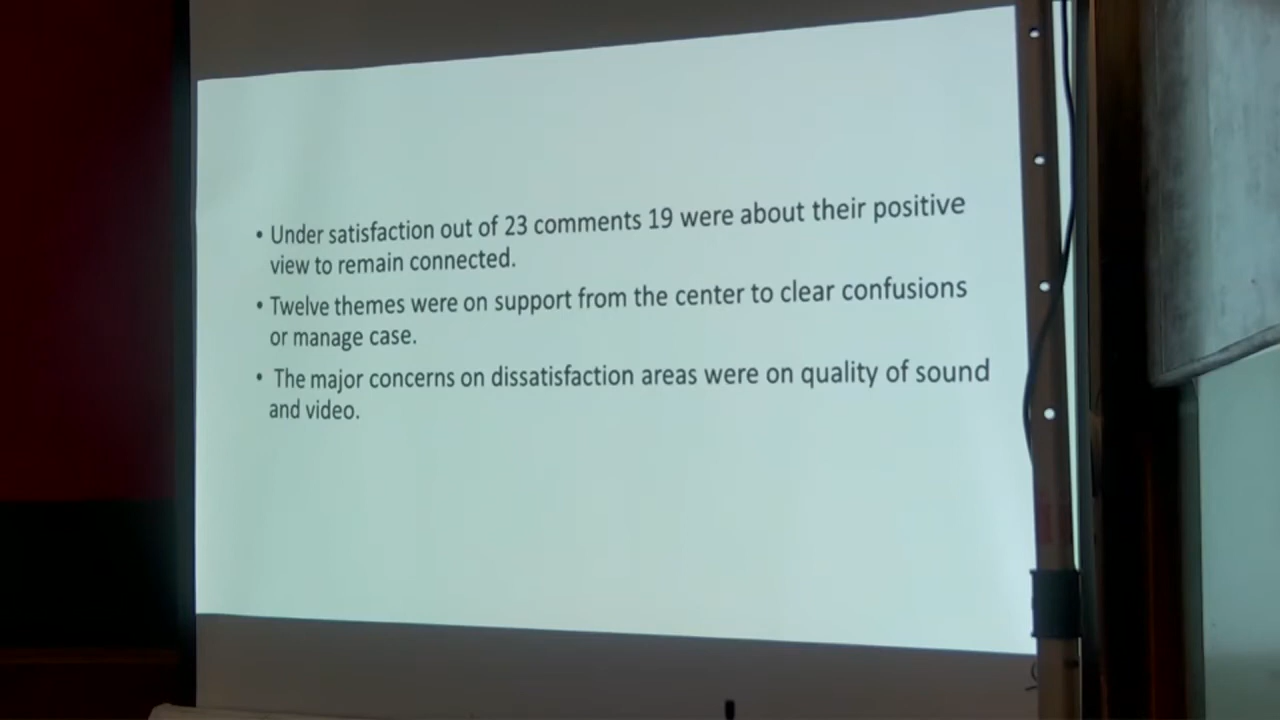 • Under satisfaction out of 23 comments 19 were about their positive
view to remain connected.
• Twelve themes were on support from the center to clear confusions
or manage case.
• The major concerns on dissatisfaction areas were on quality of sound
and video.